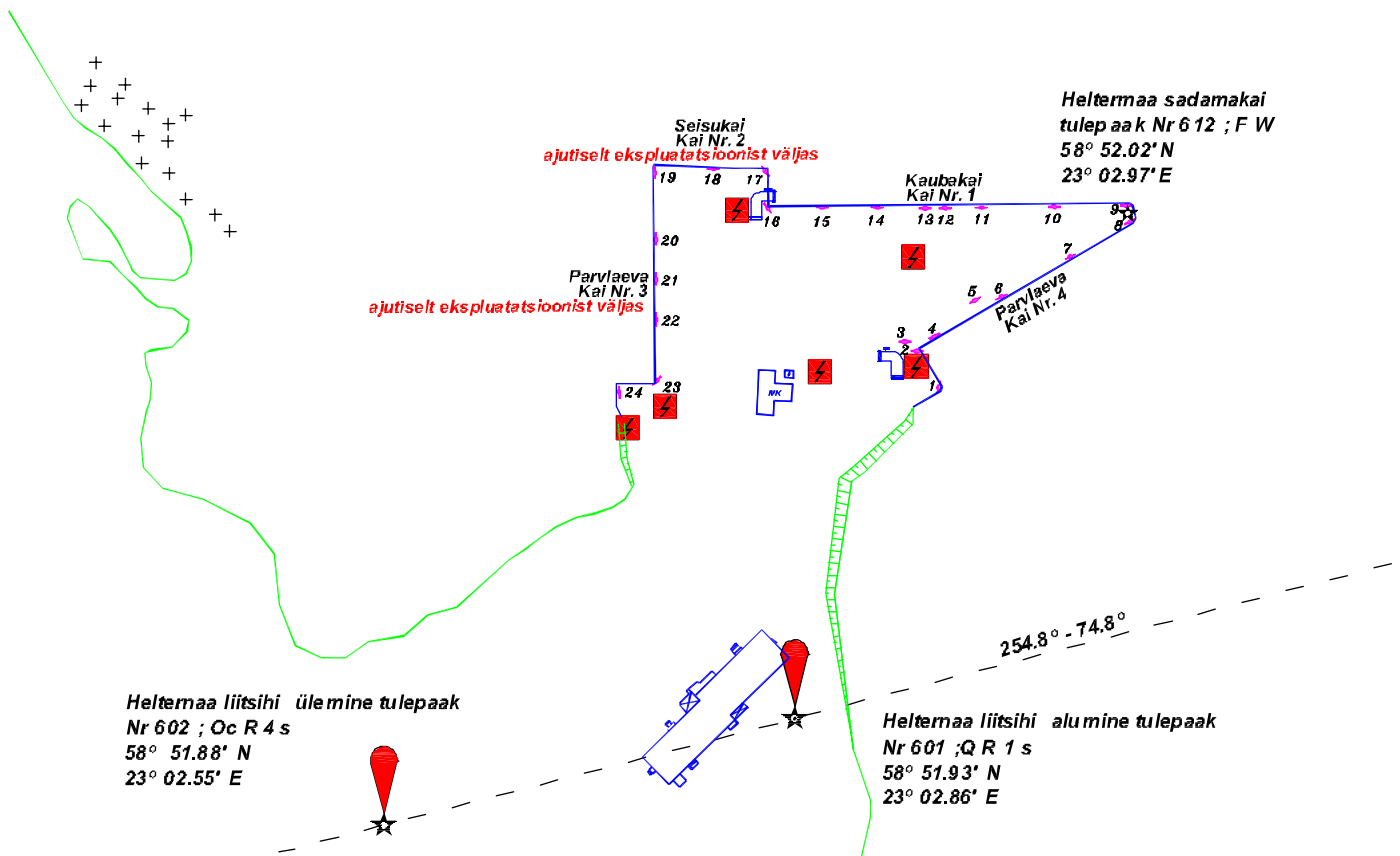 Heltermaa sadamakai
tulepaak Nr 612 ; F W
58° 52.02' N
23° 02.97' E
Seisukai
Kai Nr. 2
ajutiselt ekspluatatsioonist väljas
19
18
17
Kaubakai
Kai Nr. 1
16
15
14
13
12
11
10
9
8
7
20
Parvlaeva
Kai Nr. 3
21
ajutiselt ekspluatatsioonist väljas
22
5
6
Parvlaeva
Kai Nr. 4
3
4
2
1
23
24
NK
254.8° - 74.8°
Helternaa liitsihi ülemine tulepaak
Nr 602 ; Oc R 4 s
58° 51.88' N
23° 02.55' E
Helternaa liitsihi alumine tulepaak
Nr 601 ;Q R 1 s
58° 51.93' N
23° 02.86' E